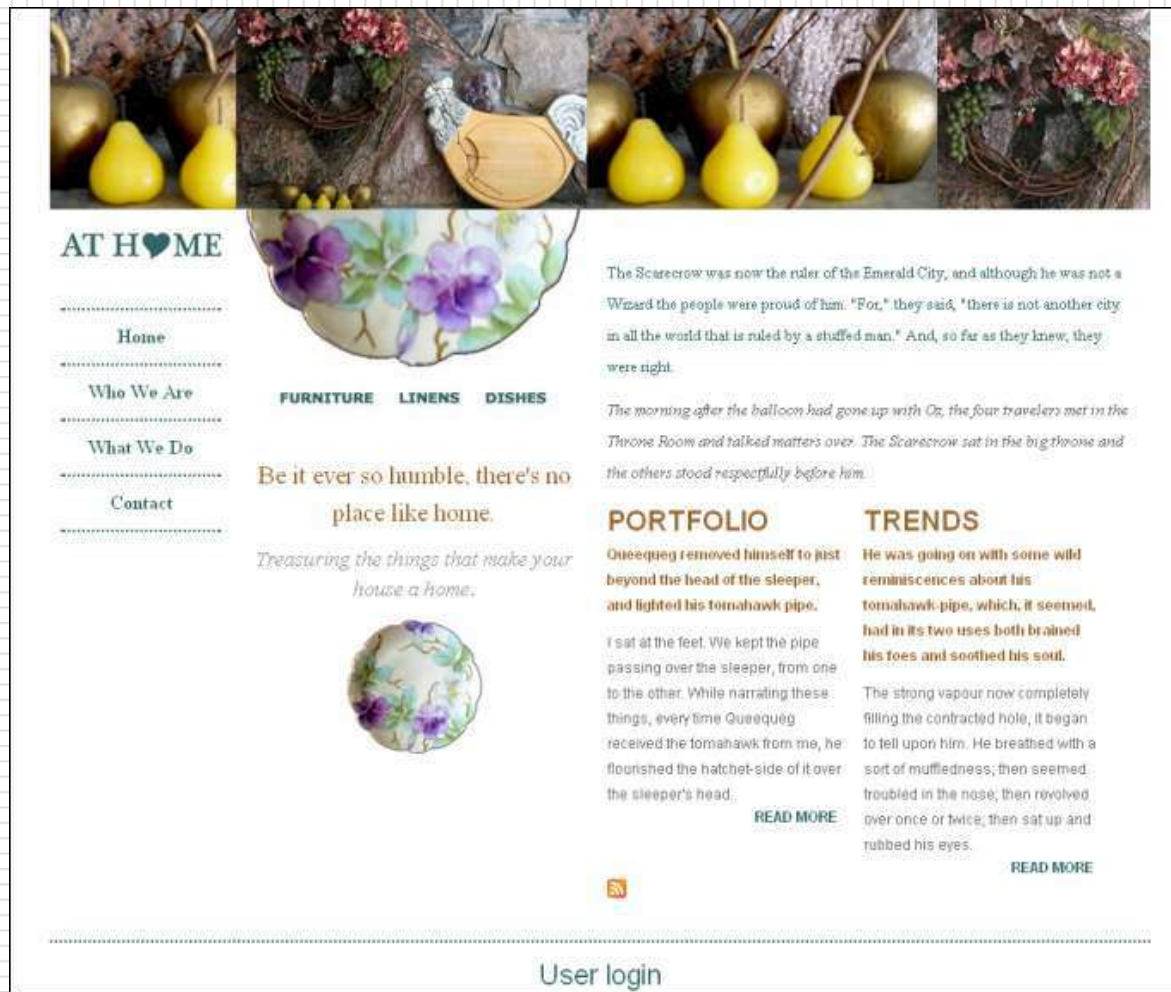 AT H♥ME
Home
Who We Are
What We Do
Contact
FURNITURE LINENS DISHES
Be it ever so humble, there's no
place like home.
Treasuring the things that make your
house a home.
The Scarecrow was now the ruler of the Emerald City, and although he was not a
Wizard the people were proud of him. "For," they said, "there is not another city
in all the world that is ruled by a stuffed man." And, so far as they knew, they
were right.
The morning after the balloon had gone up with Oz, the four travelers met in the
Throne Room and talked matters over. The Scarecrow sat in the big throne and
the others stood respectfully before him.
PORTFOLIO
Queequeg removed himself to just
beyond the head of the sleeper,
and lighted his tomahawk pipe.
I sat at the feet. We kept the pipe
passing over the sleeper, from one
to the other. While narrating these
things, every time Queequeg
received the tomahawk from me, he
flourished the hatchet-side of it over
the sleeper's head.
READ MORE
TRENDS
He was going on with some wild
reminiscences about his
tomahawk-pipe, which, it seemed,
had in its two uses both brained
his foes and soothed his soul.
The strong vapour now completely
filling the contracted hole, it began
to tell upon him. He breathed with a
sort of muffledness; then seemed
troubled in the nose; then revolved
over once or twice; then sat up and
rubbed his eyes.
READ MORE
User login